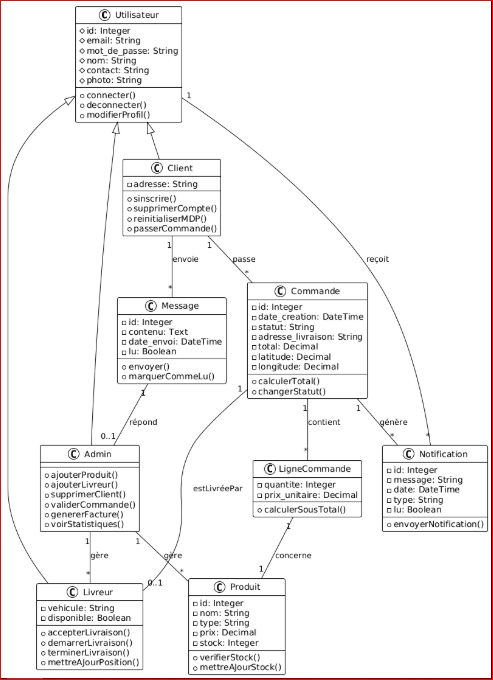 C Utilisateur
id: Integer
email: String
mot_de_passe: String
nom: String
contact: String
photo: String
connecter()
deconnecter()
modifierProfil()
1
C Client
adresse: String
sinscrire()
supprimerCompte()
reinitialiserMDP()
passerCommande()
1
1
envoie
passe
reçoit
*
*
C Message
id: Integer
contenu: Text
date_envoi: DateTime
lu: Boolean
envoyer()
marquerCommeLu()
1
répond
0..1
C Commande
id: Integer
date_creation: DateTime
statut: String
adresse_livraison: String
total: Decimal
latitude: Decimal
longitude: Decimal
calculerTotal()
changerStatut()
1
1
1
contient
génère
*
*
*
C Admin
ajouterProduit()
ajouterLivreur()
supprimerClient()
validerCommande()
genererFacture()
voirStatistiques()
1
1
estLivréePar
C LigneCommande
quantite: Integer
prix_unitaire: Decimal
calculerSousTotal()
1
C Notification
id: Integer
message: String
date: DateTime
type: String
lu: Boolean
envoyerNotification()
gère
gère
concerne
*
0..1
*
1
C Livreur
vehicule: String
disponible: Boolean
accepterLivraison()
demarrerLivraison()
terminerLivraison()
mettreAJourPosition()
C Produit
id: Integer
nom: String
type: String
prix: Decimal
stock: Integer
verifierStock()
mettreAJourStock()